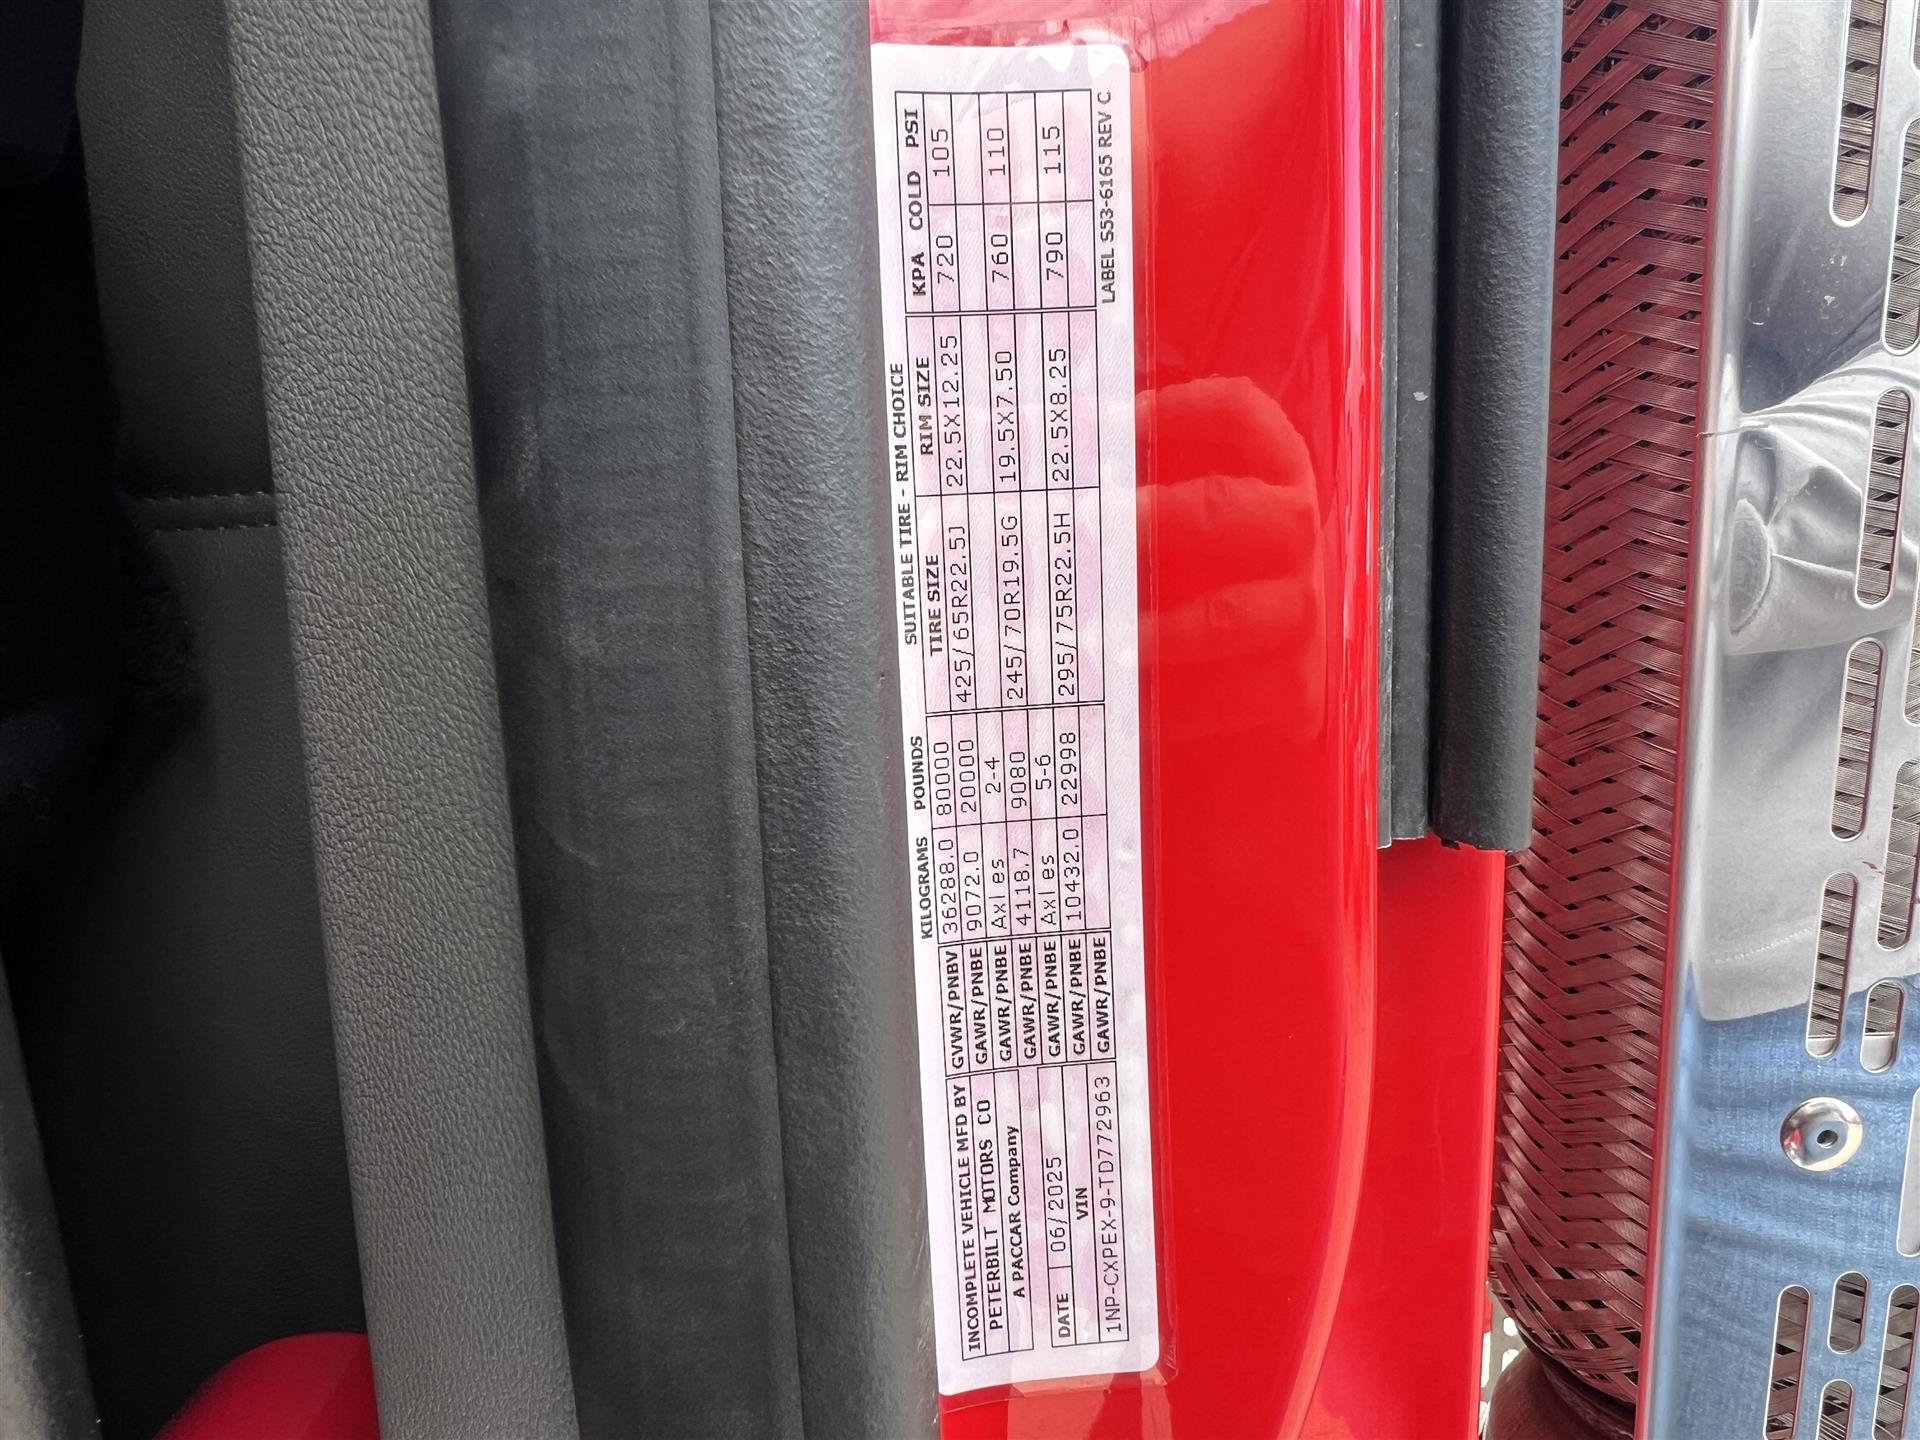 INCOMPLETE VEHICLE MFD BY
PETERBILT MOTORS CO
A PACCAR Company
DATE 06/2025
VIN
1NP-CXPEX-9-TD772963
KILOGRAMS POUNDS
GVWR/PNBV 36288.0 80000
GAWR/PNBE 9072.0 20000
GAWR/PNBE Axles 2-4
GAWR/PNBE 4118.7 9080
GAWR/PNBE Axles 5-6
GAWR/PNBE 10432.0 22998
GAWR/PNBE
SUITABLE TIRE - RIM CHOICE
TIRE SIZE RIM SIZE KPA COLD PSI
425/65R22.5J 22.5X12.25 720 105
245/70R19.5G 19.5X7.50 760 110
295/75R22.5H 22.5X8.25 790 115
LABEL S53-6165 REV C